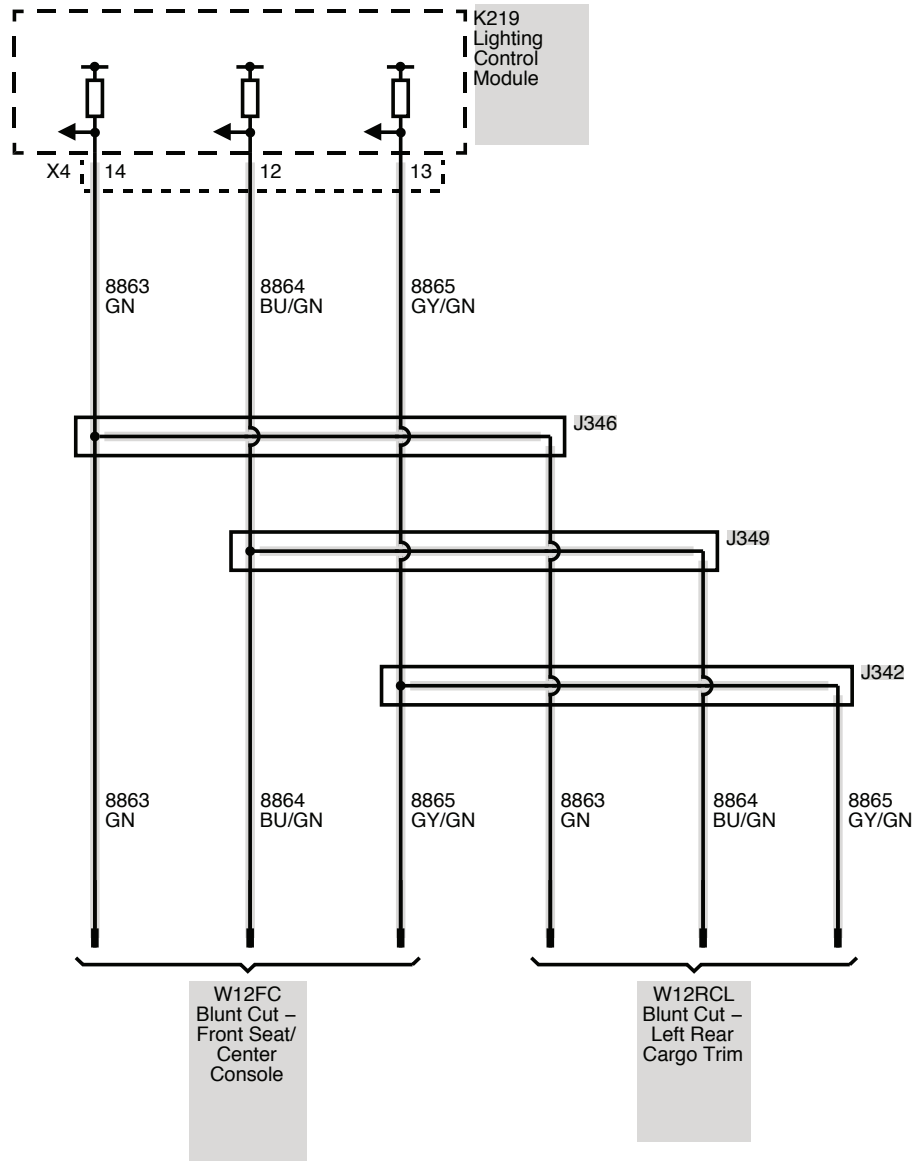 K219
Lighting
Control
Module
X4 14 12 13
8863
GN
8864
BU/GN
8865
GY/GN
J346
J349
J342
8863
GN
8864
BU/GN
8865
GY/GN
8863
GN
8864
BU/GN
8865
GY/GN
W12FC
Blunt Cut –
Front Seat/
Center
Console
W12RCL
Blunt Cut –
Left Rear
Cargo Trim